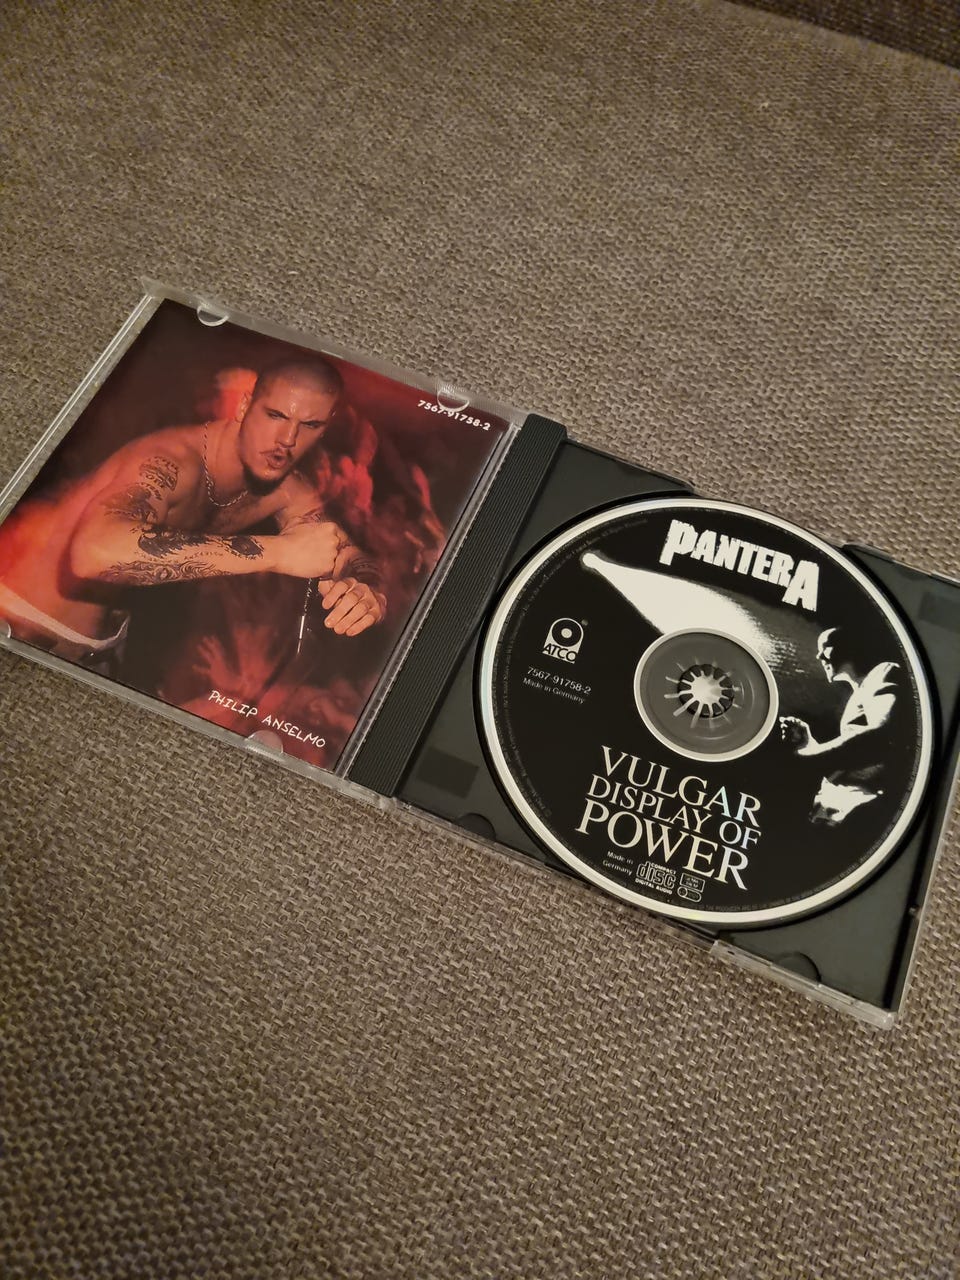 7567-91758-2
PHILIP ANSELMO
PANTERA
ATCO
®
7567-91758-2
Made in Germany
VULGAR
DISPLAY OF
POWER
Made in
Germany
COMPACT
disc
DIGITAL AUDIO